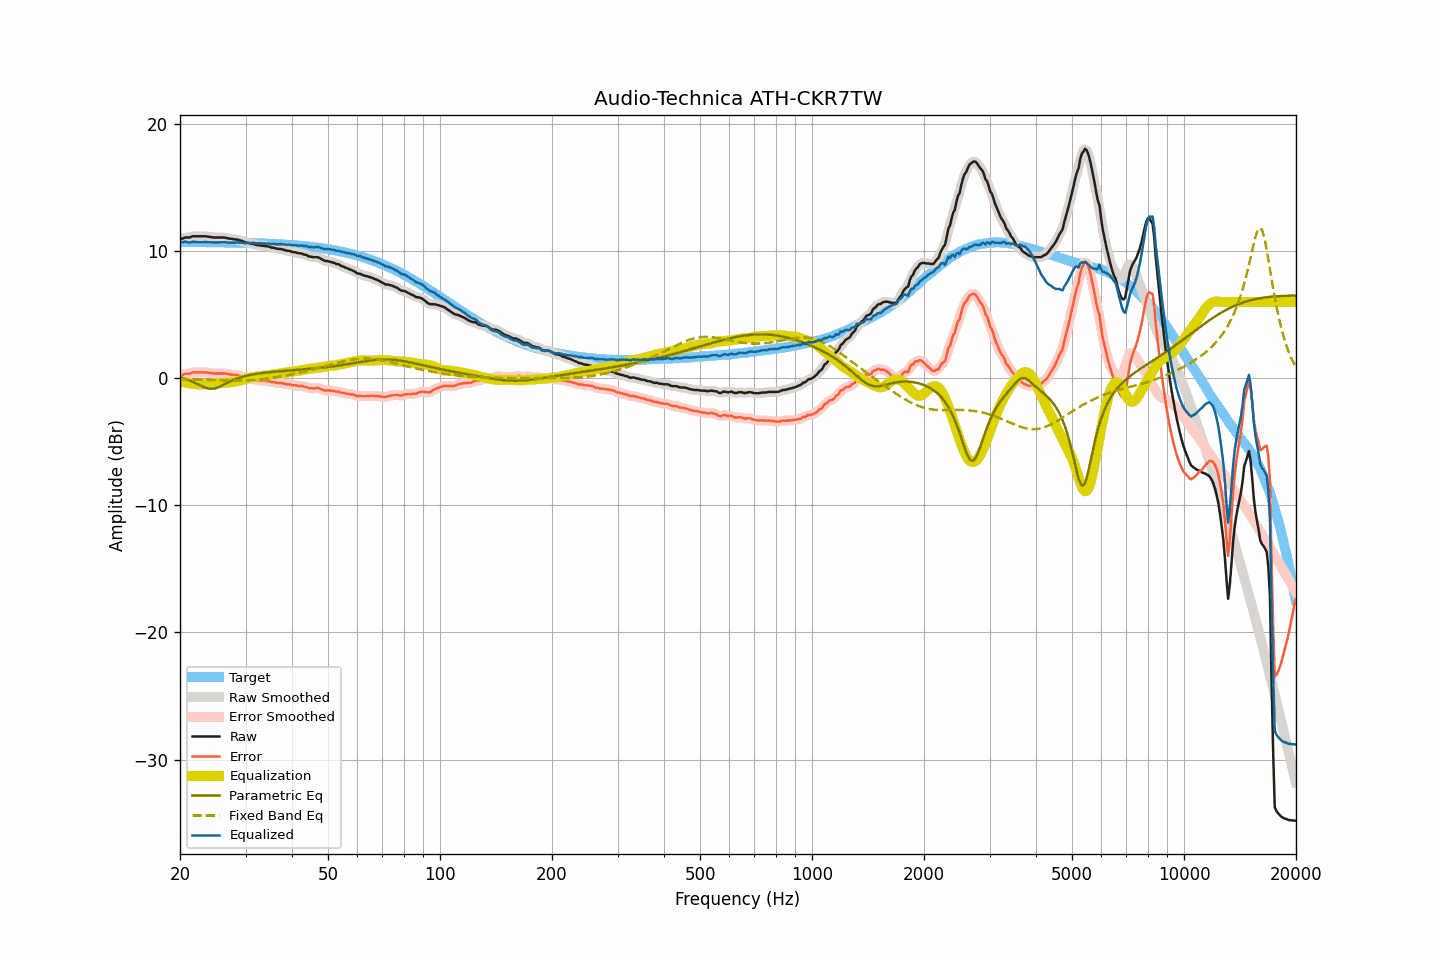 Audio-Technica ATH-CKR7TW
20
10
0
−10
−20
−30
Amplitude (dBr)
Target
Raw Smoothed
Error Smoothed
Raw
Error
Equalization
Parametric Eq
Fixed Band Eq
Equalized
20 50 100 200 500 1000 2000 5000 10000 20000
Frequency (Hz)